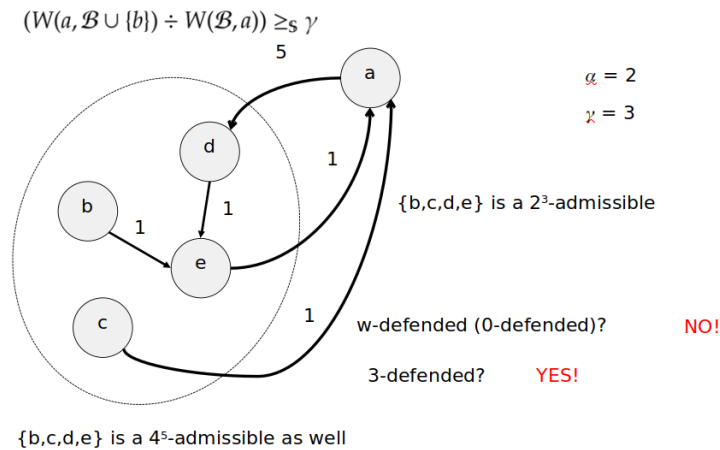 (W(a, ℬ ∪ {b}) ÷ W(ℬ, a)) ≥ₛ γ
5
a
α = 2
γ = 3
d
1
{b,c,d,e} is a 2³-admissible
b
1
1
e
c
1
w-defended (0-defended)? NO!
3-defended? YES!
{b,c,d,e} is a 4⁵-admissible as well